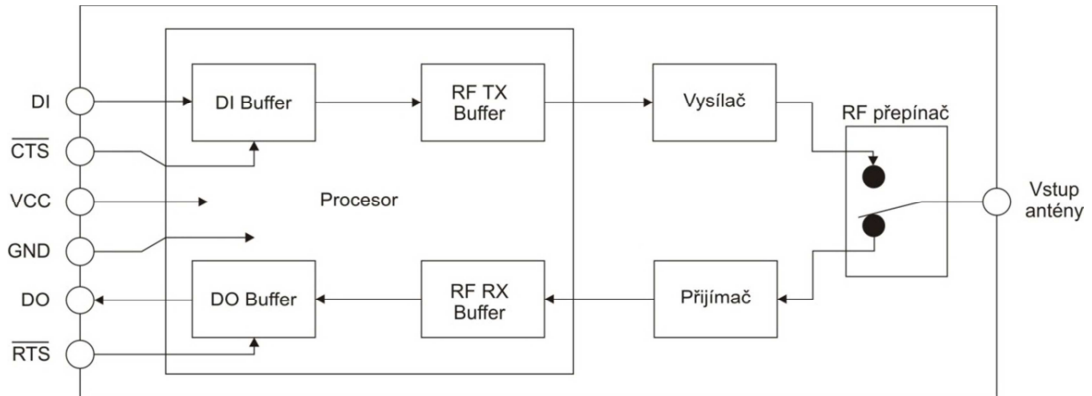 DI
CTS
VCC
GND
DO
RTS
DI Buffer
RF TX
Buffer
Procesor
DO Buffer
RF RX
Buffer
Vysílač
Přijímač
RF přepínač
Vstup
antény